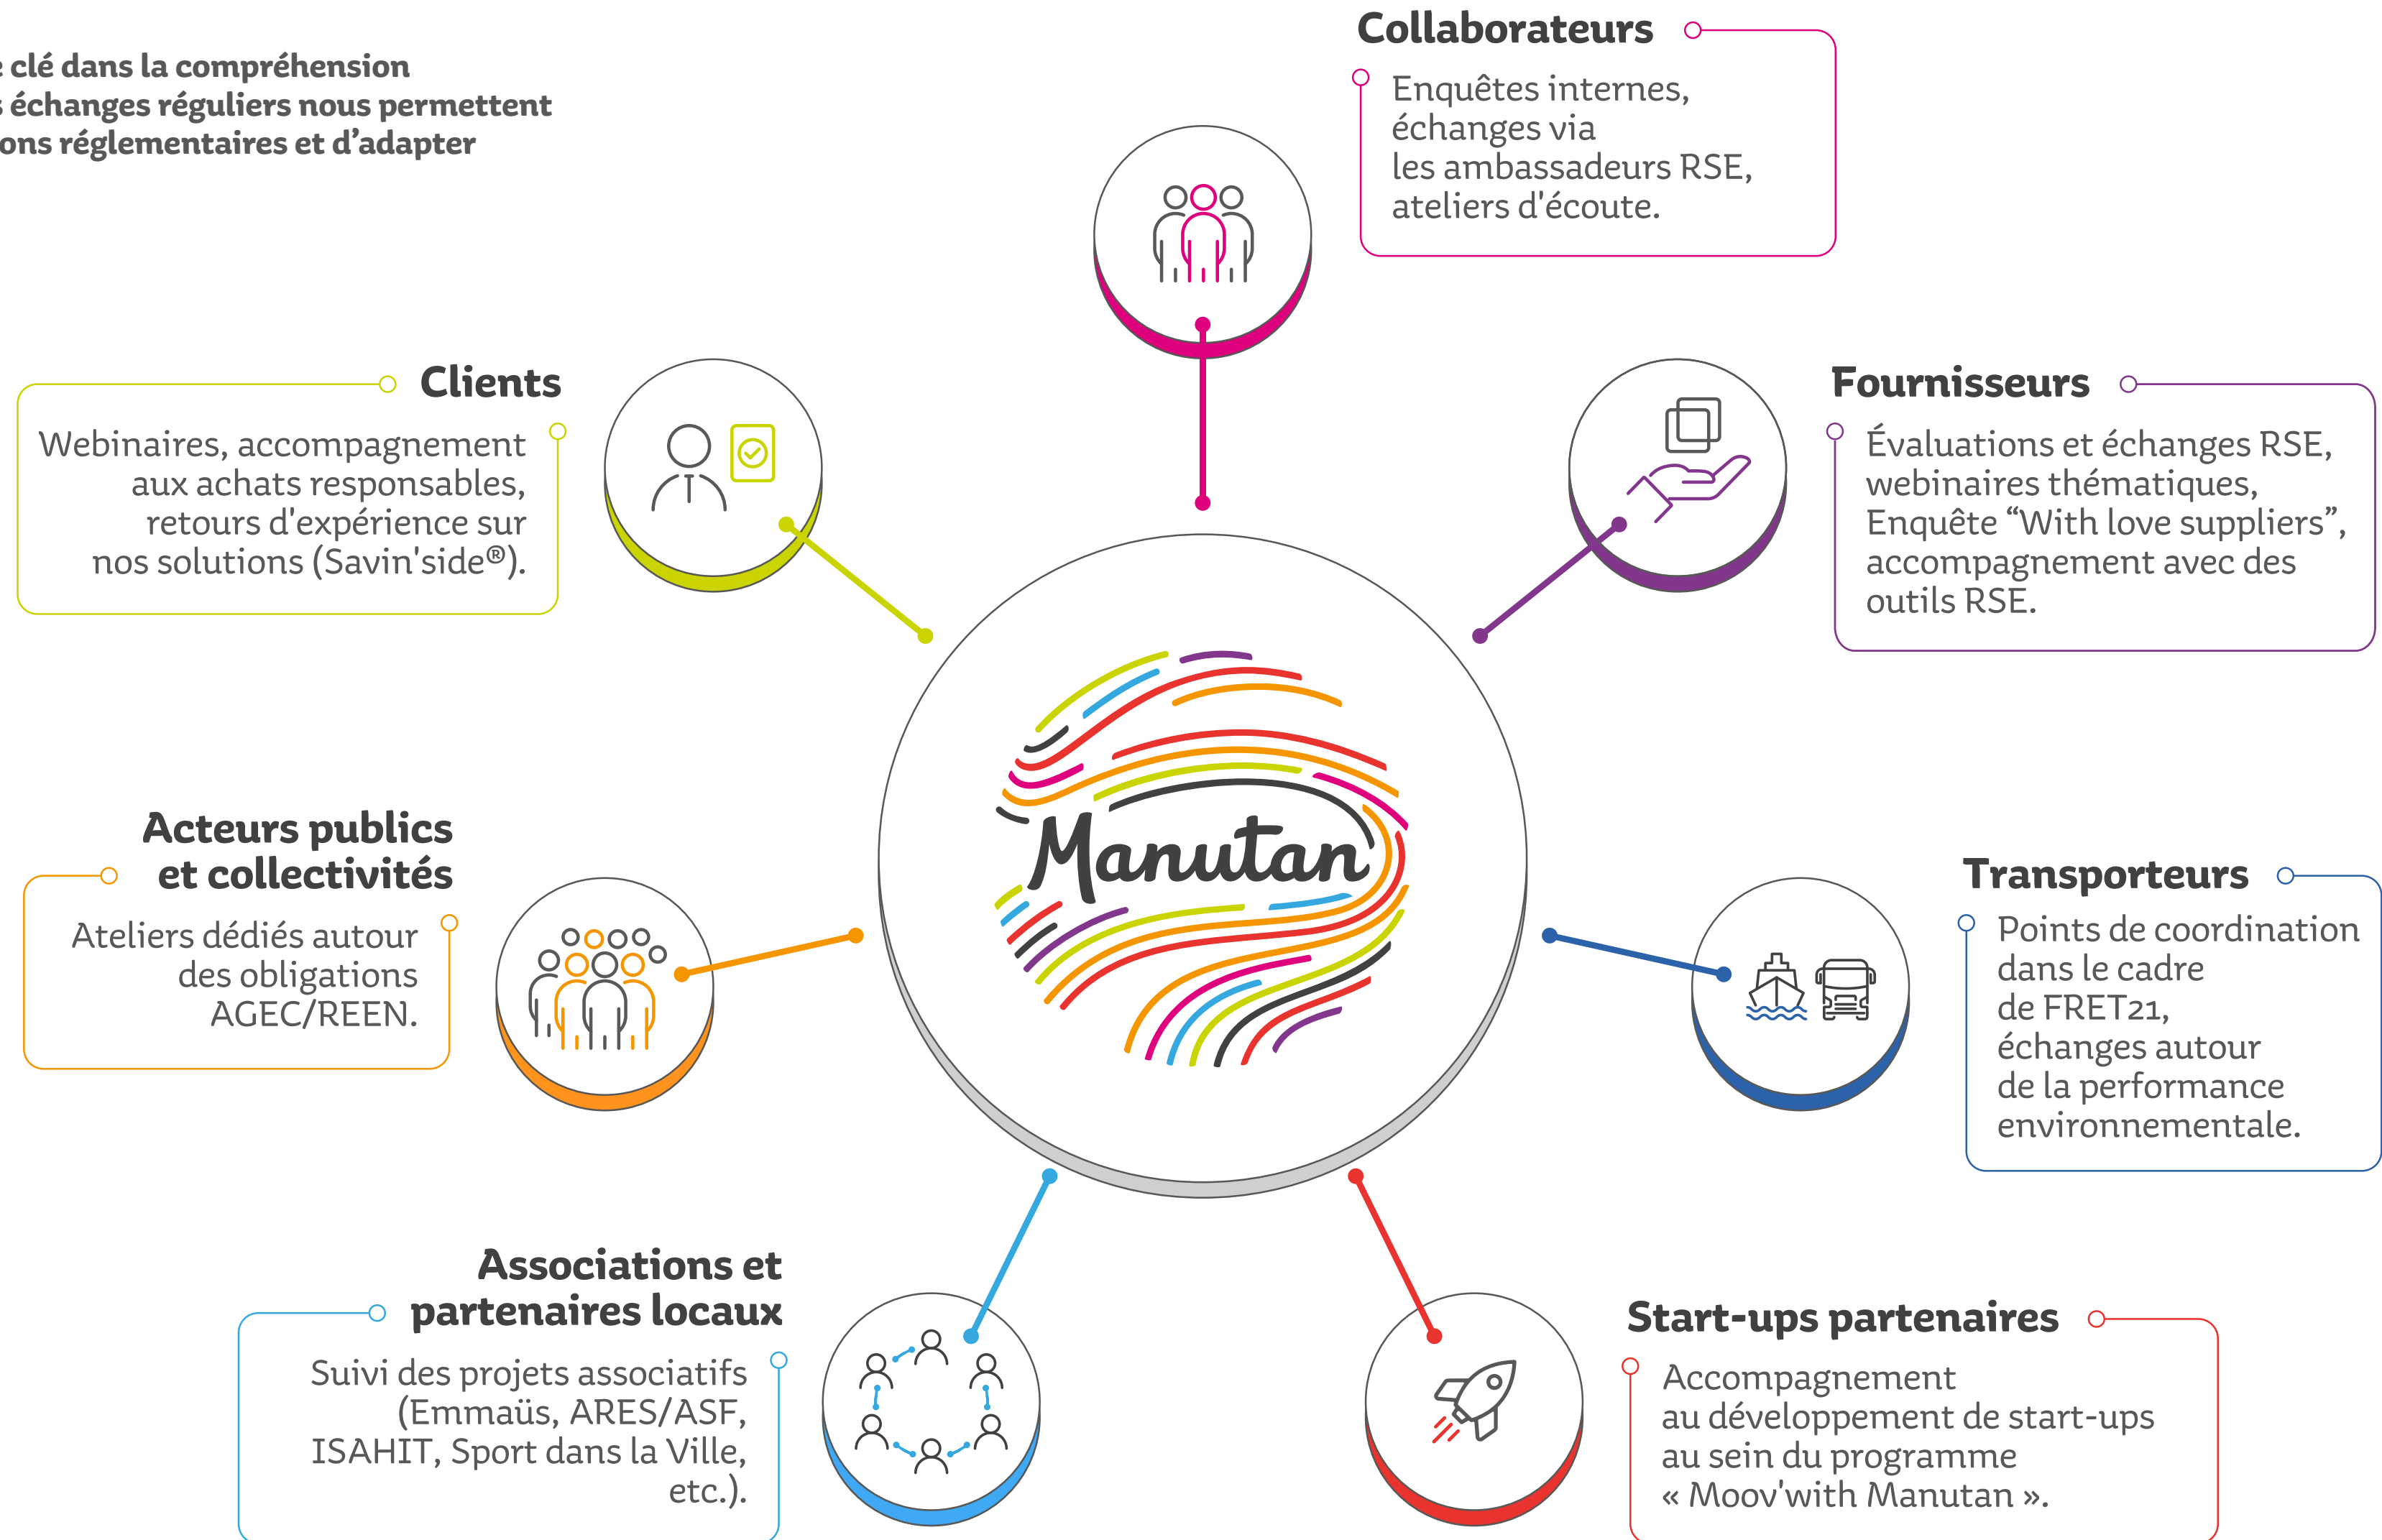 clé dans la compréhension
échanges réguliers nous permettent
ons réglementaires et d’adapter
Collaborateurs
Enquêtes internes,
échanges via
les ambassadeurs RSE,
ateliers d'écoute.
Clients
Webinaires, accompagnement
aux achats responsables,
retours d'expérience sur
nos solutions (Savin'side®).
Fournisseurs
Évaluations et échanges RSE,
webinaires thématiques,
Enquête “With love suppliers”,
accompagnement avec des
outils RSE.
Manutan
Acteurs publics
et collectivités
Ateliers dédiés autour
des obligations
AGEC/REEN.
Transporteurs
Points de coordination
dans le cadre
de FRET21,
échanges autour
de la performance
environnementale.
Associations et
partenaires locaux
Suivi des projets associatifs
(Emmaüs, ARES/ASF,
ISAHIT, Sport dans la Ville,
etc.).
Start-ups partenaires
Accompagnement
au développement de start-ups
au sein du programme
« Moov'with Manutan ».